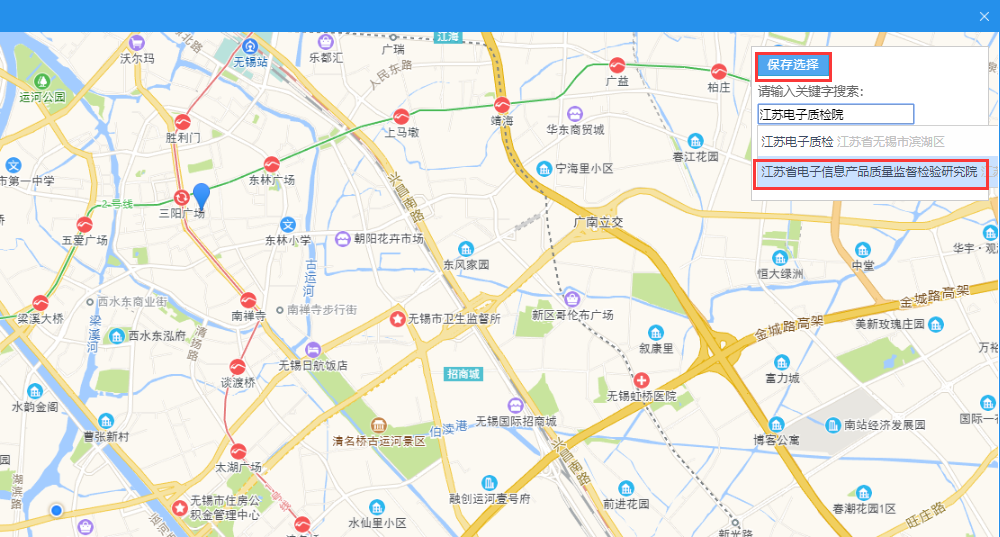 保存选择
请输入关键字搜索:
江苏电子质检院
江苏电子质检 江苏省无锡市滨湖区
江苏省电子信息产品质量监督检验研究院
江海
广瑞
乐都汇
沃尔玛
无锡站
人民东路
广益
柏庄
运河公园
胜利门
上马墩
靖海
华东商贸城
春江花园
宁海里小区
市第一中学
东林广场
兴昌南路
2号线
三阳广场
五爱广场
东林小学
朝阳花卉市场
广南立交
东风家园
古运河
恒大绿洲
中堂
华宇·观
金城路高架
西水东商业街
梁溪大桥
梁溪河
南禅寺
南禅寺步行街
无锡市卫生监督所
新区哥伦布广场
金城路高架
美新玫瑰庄园
西水东泓府
清扬路
叙康里
无锡日航饭店
谈渡桥
招商城
富力城
无锡虹桥医院
水韵金阁
曹张新村
无锡国际招商城
伯渎港
清名桥古运河景区
博客公寓
南站经济发展园
国际一
太湖广场
兴昌南路
湖滨路
融创运河壹号府
前进花园
春潮花园1区
无锡市住房公
积金管理中心
水仙里小区
旺庄路
新光路